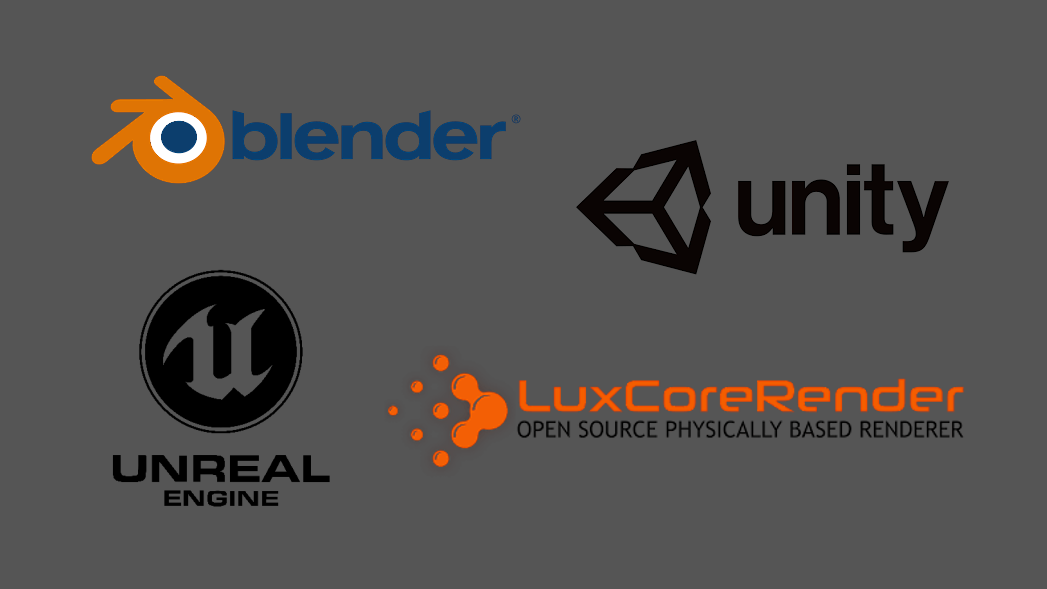 blender®
unity
UNREAL
ENGINE
LuxCoreRender
OPEN SOURCE PHYSICALLY BASED RENDERER